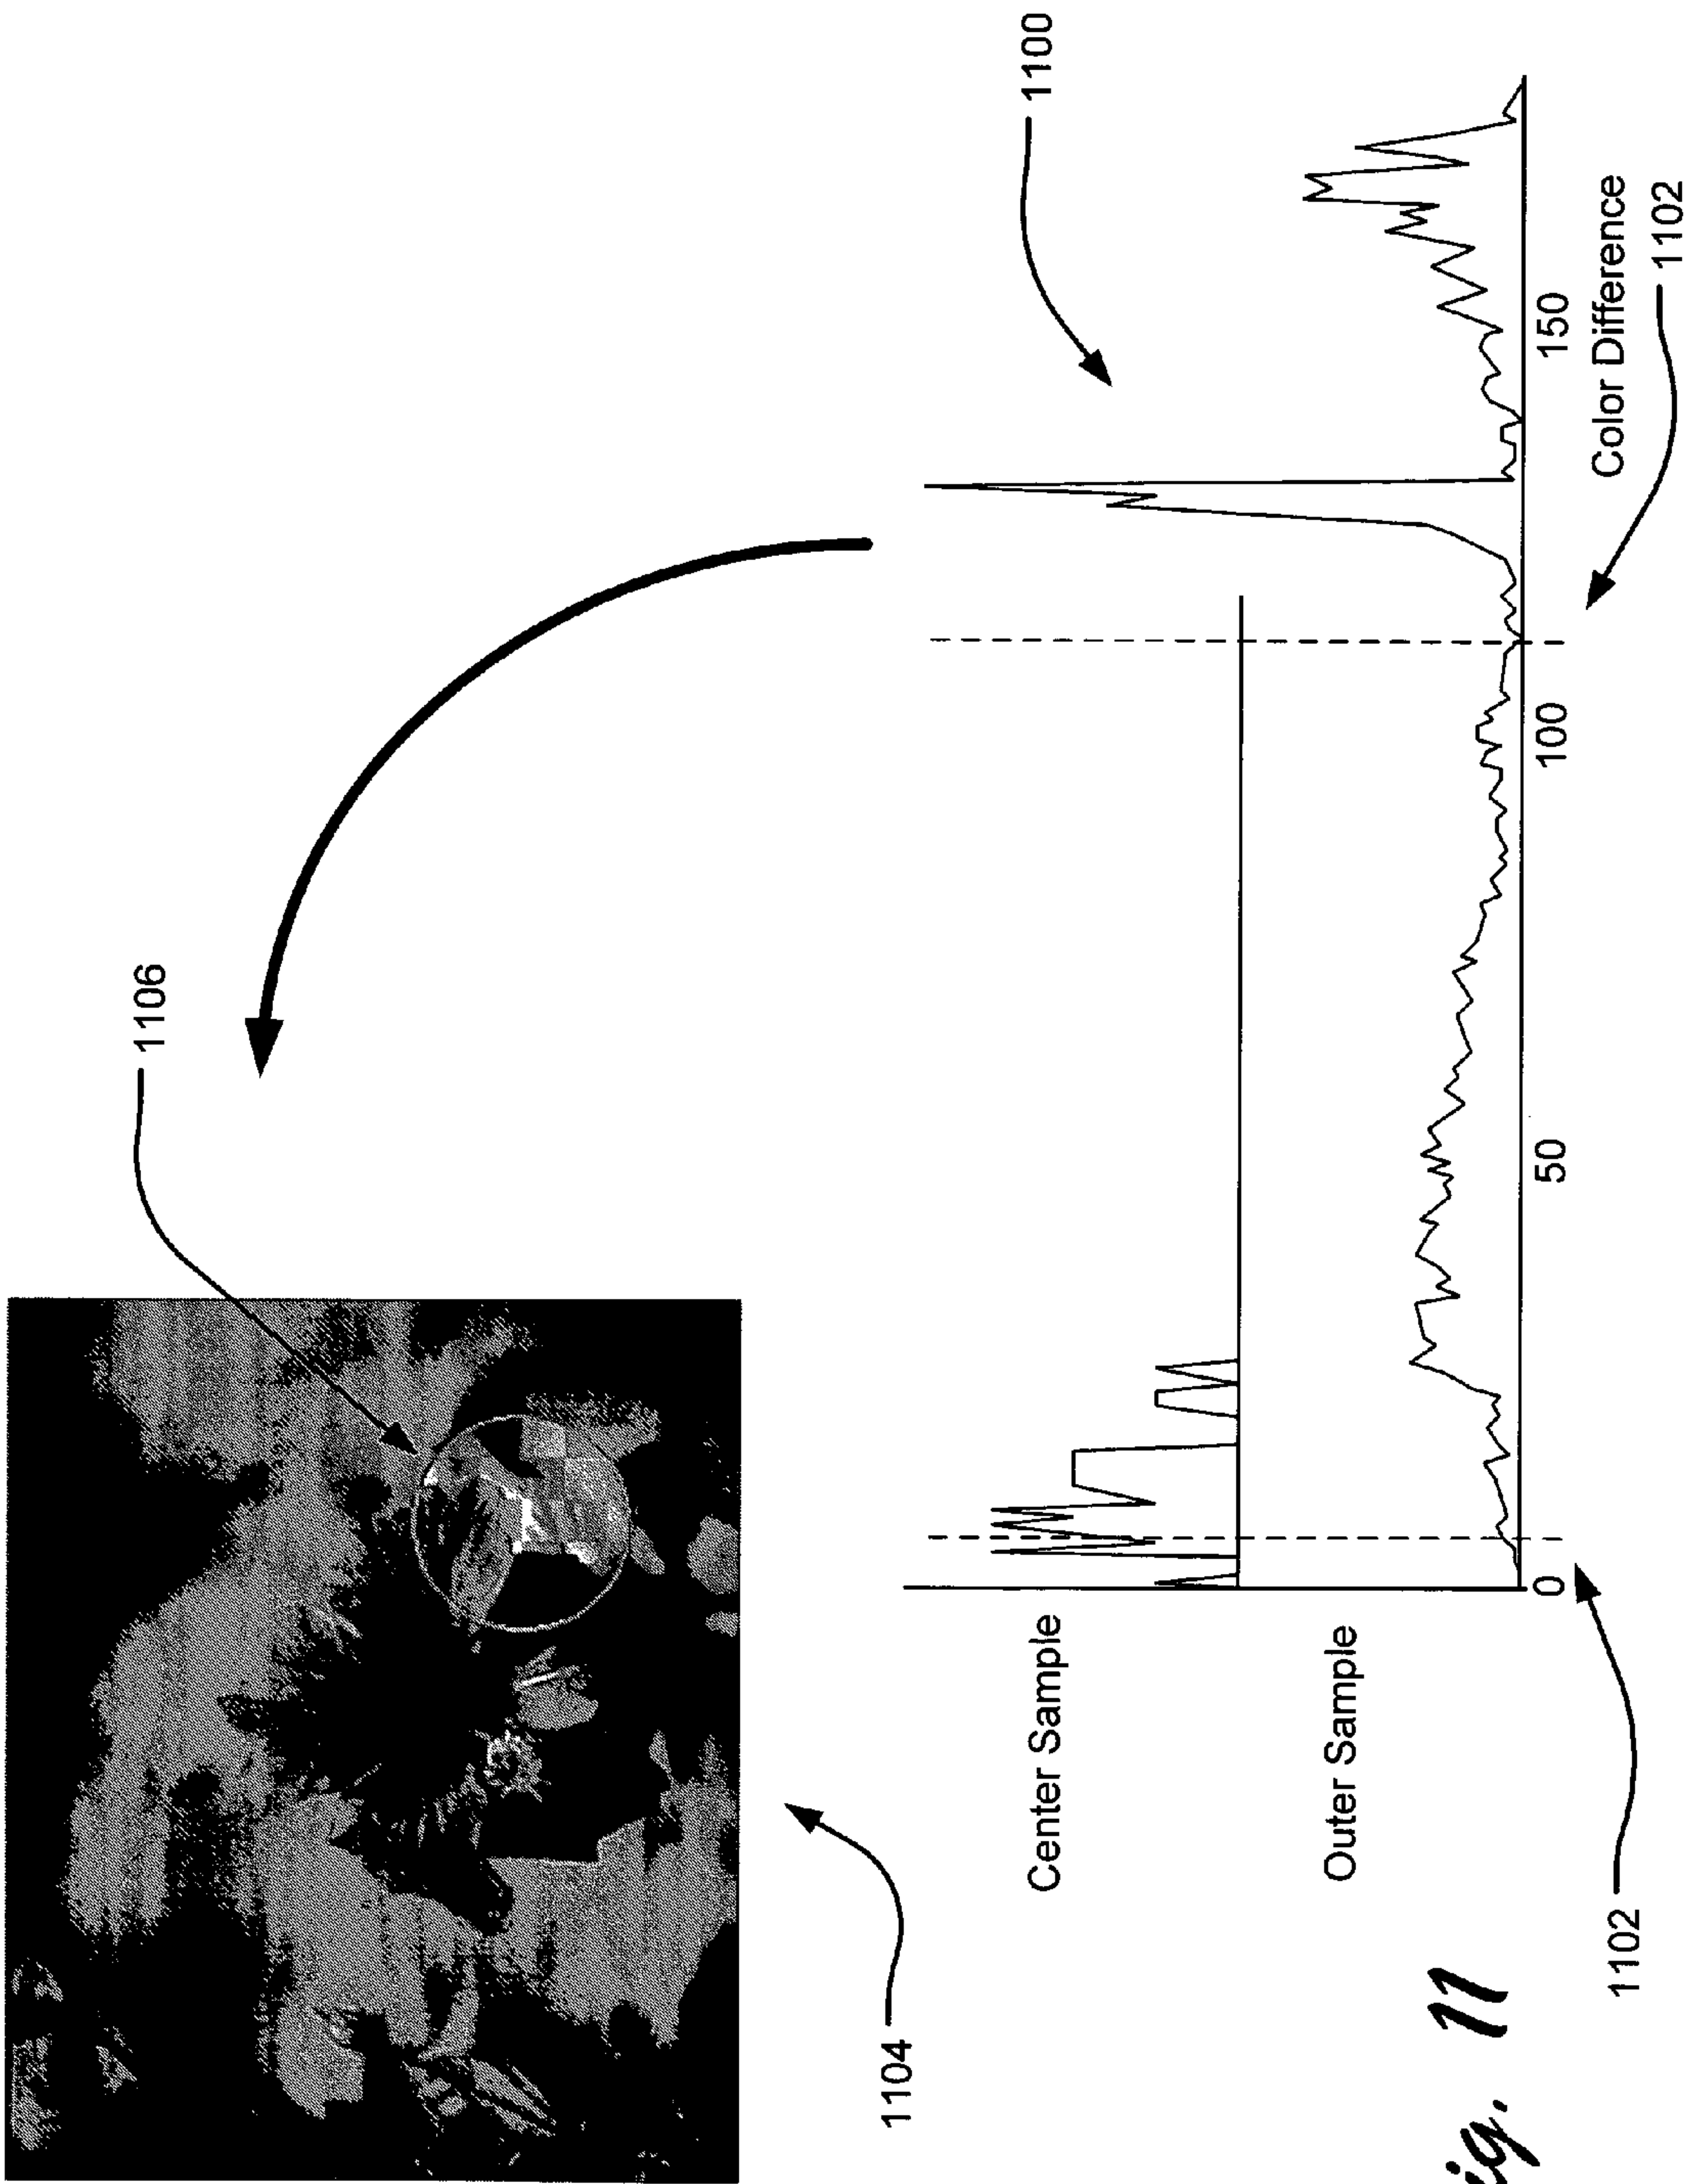 1106
1104
Center Sample
1100
Outer Sample
0 50 100 150
Color Difference
1102
1102
ig. 11